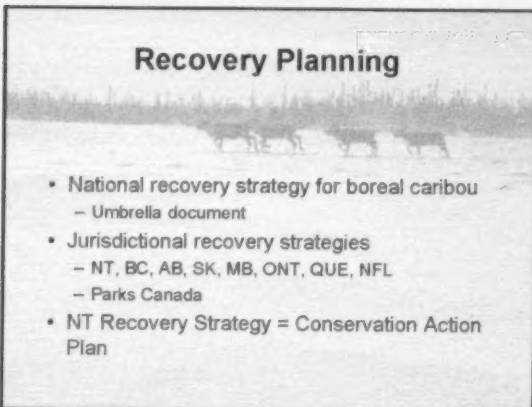 Recovery Planning
• National recovery strategy for boreal caribou
– Umbrella document
• Jurisdictional recovery strategies
– NT, BC, AB, SK, MB, ONT, QUE, NFL
– Parks Canada
• NT Recovery Strategy = Conservation Action
Plan